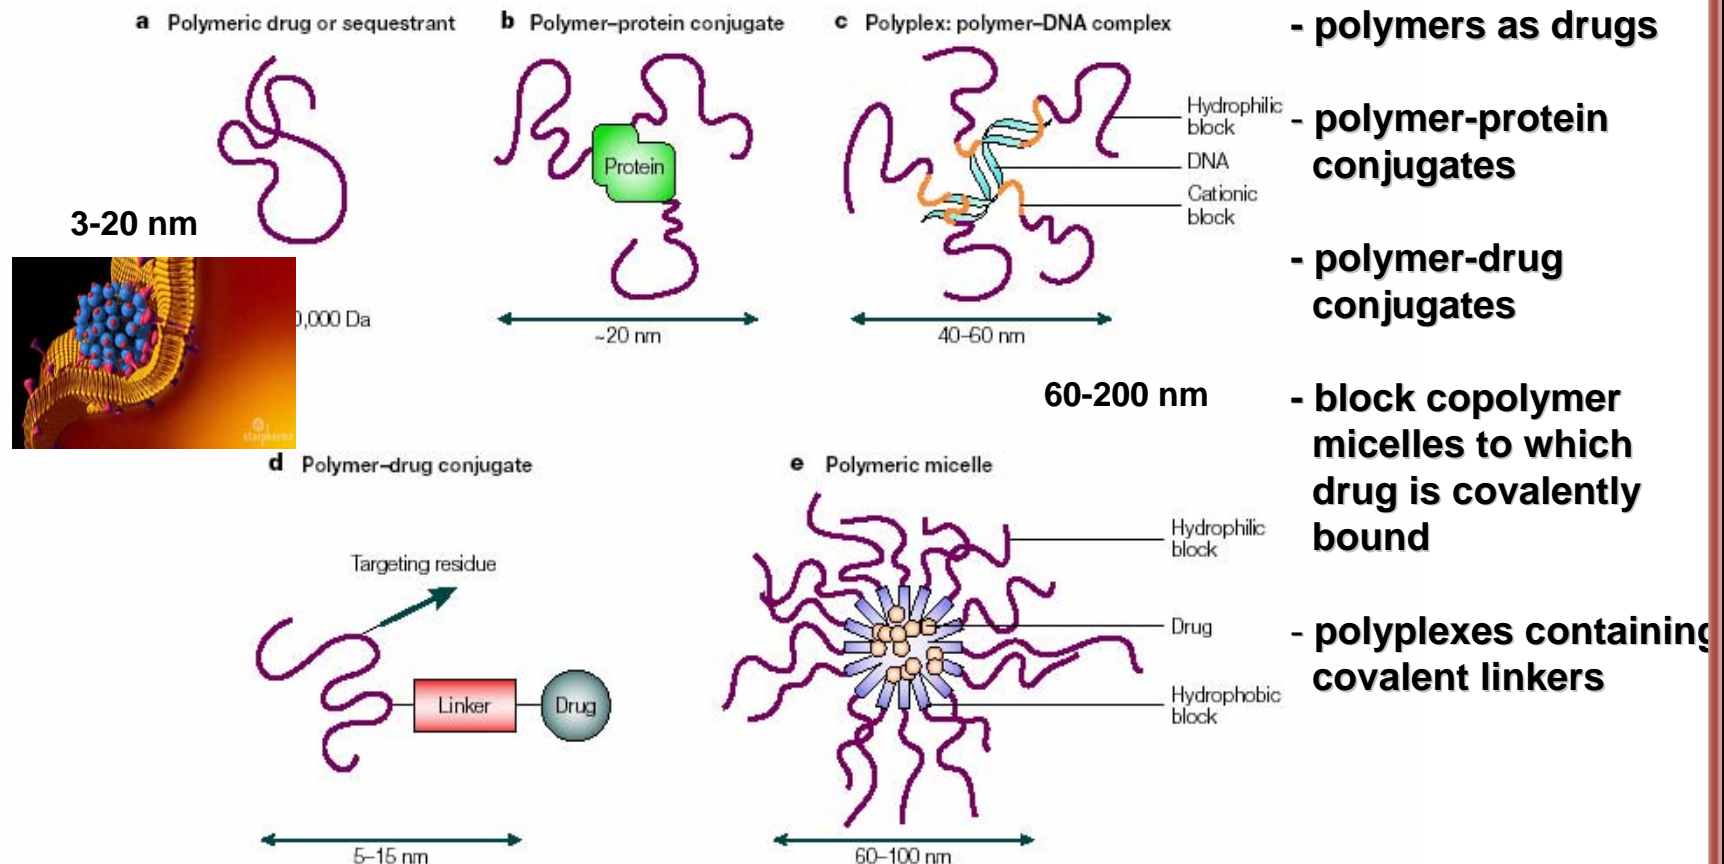 a Polymeric drug or sequestrant
b Polymer–protein conjugate
c Polyplex: polymer–DNA complex
Protein
Hydrophilic
block
DNA
Cationic
block
3-20 nm
0,000 Da
~20 nm
40–60 nm
60-200 nm
starpharma
d Polymer–drug conjugate
e Polymeric micelle
Targeting residue
Linker
Drug
Hydrophilic
block
Drug
Hydrophobic
block
5–15 nm
60–100 nm
- polymers as drugs
- polymer-protein
conjugates
- polymer-drug
conjugates
- block copolymer
micelles to which
drug is covalently
bound
- polyplexes containing
covalent linkers